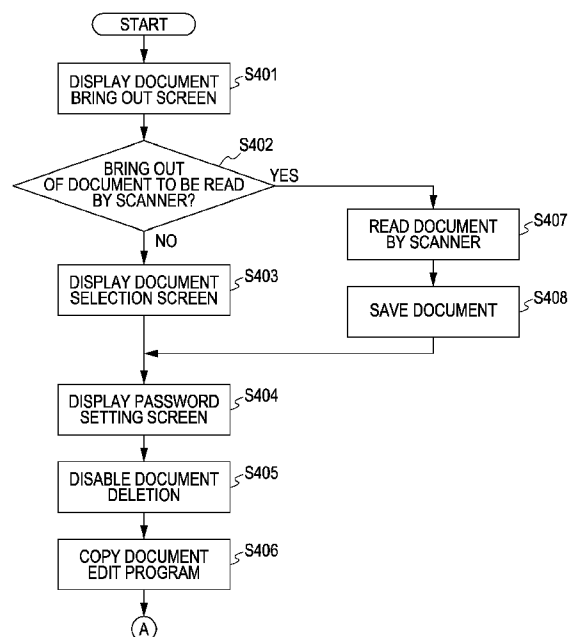 START
DISPLAY DOCUMENT
BRING OUT SCREEN
S401
BRING OUT
OF DOCUMENT TO BE READ
BY SCANNER?
S402
YES
NO
READ DOCUMENT
BY SCANNER
S407
DISPLAY DOCUMENT
SELECTION SCREEN
S403
SAVE DOCUMENT
S408
DISPLAY PASSWORD
SETTING SCREEN
S404
DISABLE DOCUMENT
DELETION
S405
COPY DOCUMENT
EDIT PROGRAM
S406
A